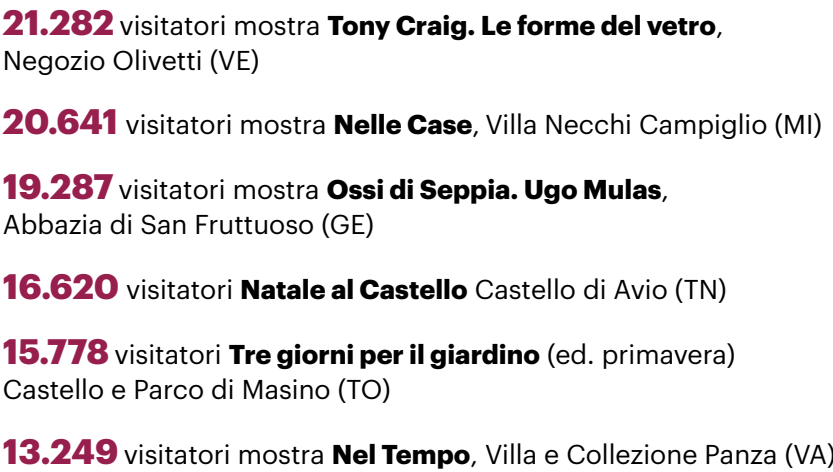 21.282 visitatori mostra Tony Craig. Le forme del vetro,
Negozio Olivetti (VE)
20.641 visitatori mostra Nelle Case, Villa Necchi Campiglio (MI)
19.287 visitatori mostra Ossi di Seppia. Ugo Mulas,
Abbazia di San Fruttuoso (GE)
16.620 visitatori Natale al Castello Castello di Avio (TN)
15.778 visitatori Tre giorni per il giardino (ed. primavera)
Castello e Parco di Masino (TO)
13.249 visitatori mostra Nel Tempo, Villa e Collezione Panza (VA)